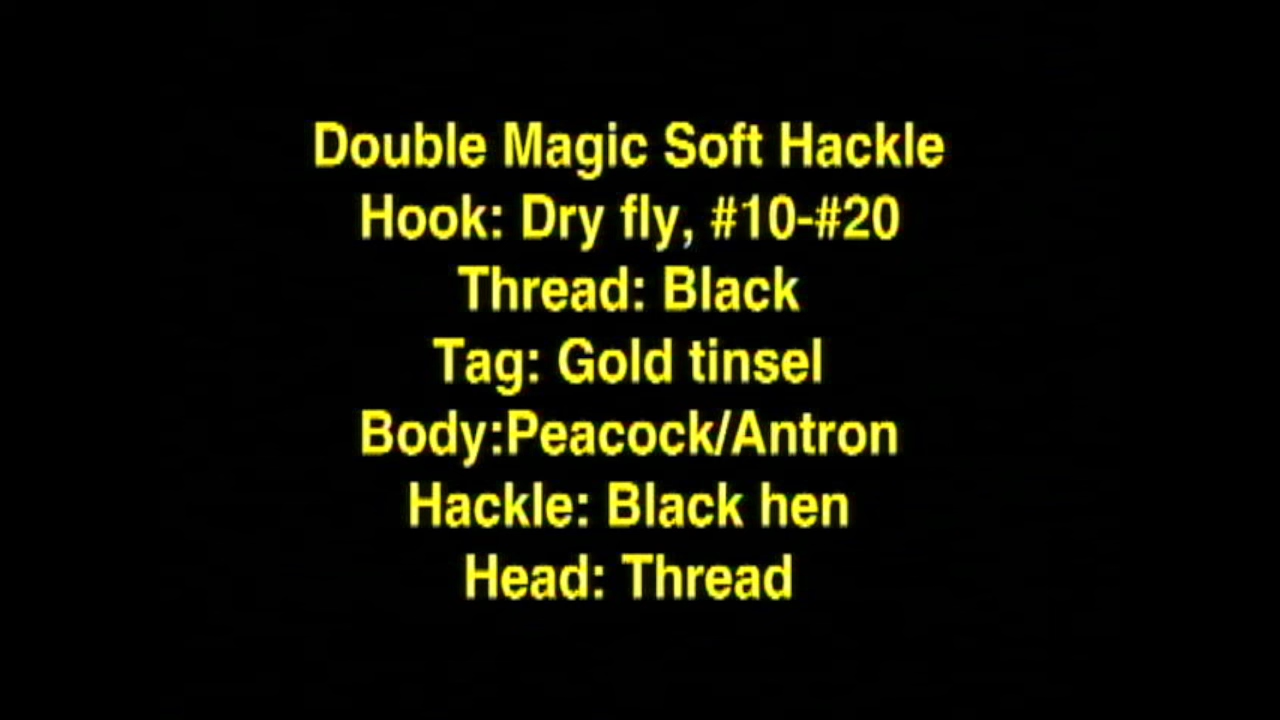 Double Magic Soft Hackle
Hook: Dry fly, #10-#20
Thread: Black
Tag: Gold tinsel
Body:Peacock/Antron
Hackle: Black hen
Head: Thread